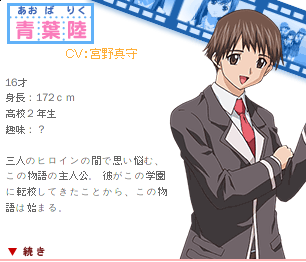 あおば りく
青葉陸
CV:宮野真守
16才
身長：172ｃｍ
高校２年生
趣味：？
三人のヒロインの間で思い悩む、
この物語の主人公。彼がこの学園
に転校してきたことから、この物
語は始まる。
▼ 続き